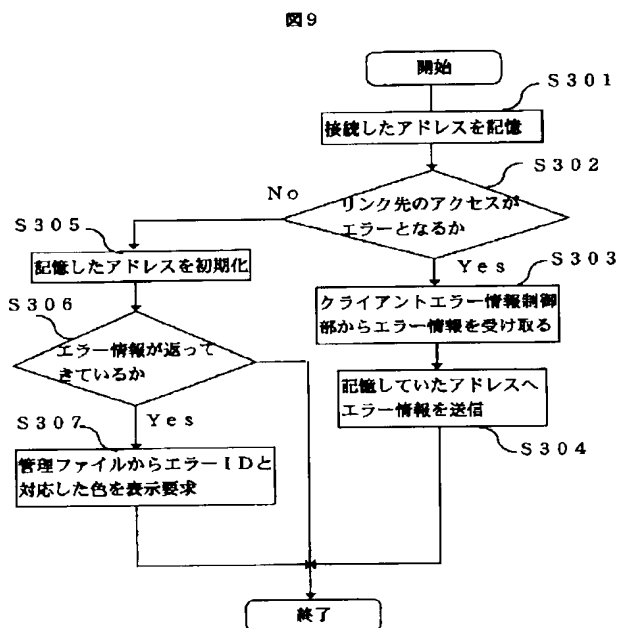 図9
開始
S301
接続したアドレスを記憶
S302
リンク先のアクセスが
エラーとなるか
No
Yes
S305
記憶したアドレスを初期化
S303
クライアントエラー情報制御
部からエラー情報を受け取る
S306
エラー情報が返って
きているか
Yes
記憶していたアドレスへ
エラー情報を送信
S304
S307
管理ファイルからエラーIDと
対応した色を表示要求
終了